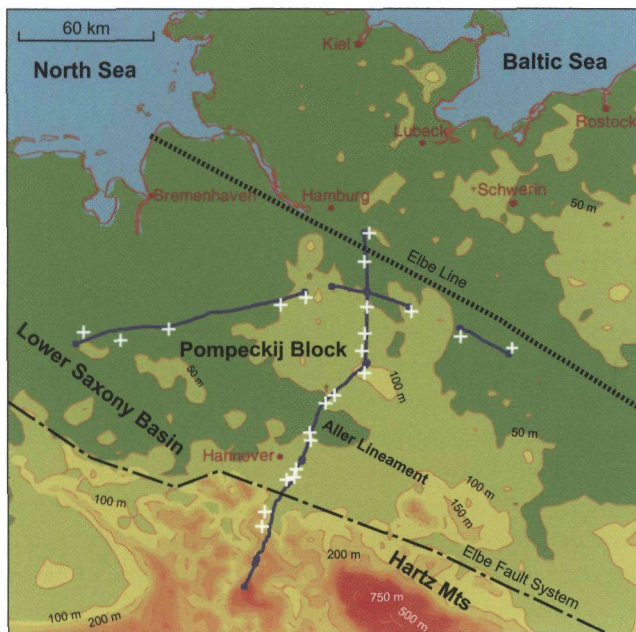 60 km
Kiel
North Sea
Baltic Sea
Rostock
Lubeck
Bremenhaven
Hamburg
Schwerin
50 m
Elbe Line
Pompeckij Block
Lower Saxony Basin
50 m
100 m
Aller Lineament
50 m
Hannover
100 m
100 m
150 m
Elbe Fault System
200 m
Hartz Mts
750 m
500 m
100 m
200 m